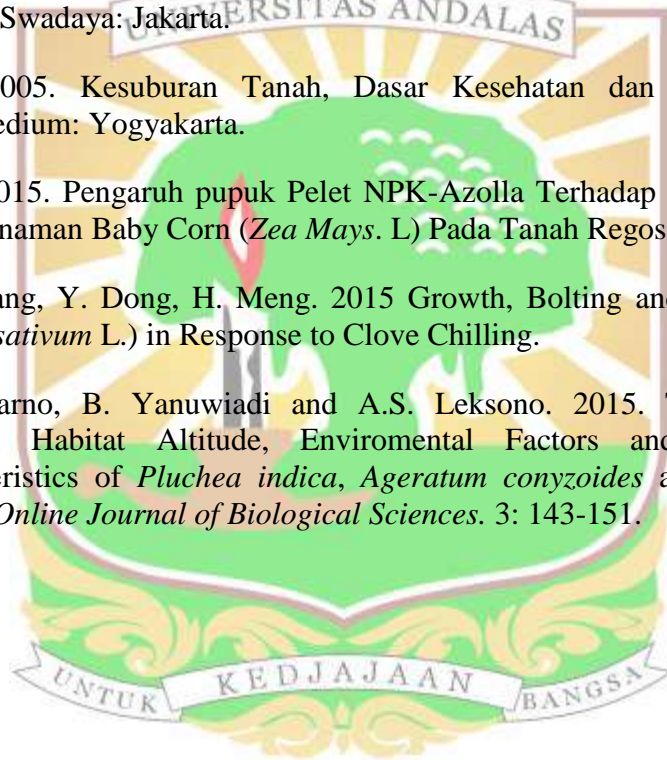 Swadaya: Jakarta.
UNIVERSITAS ANDALAS
005. Kesuburan Tanah, Dasar Kesehatan dan
edium: Yogyakarta.
015. Pengaruh pupuk Pelet NPK-Azolla Terhadap
naman Baby Corn (Zea Mays. L) Pada Tanah Regos
ang, Y. Dong, H. Meng. 2015 Growth, Bolting and
sativum L.) in Response to Clove Chilling.
arno, B. Yanuwiadi and A.S. Leksono. 2015.
Habitat Altitude, Enviromental Factors and
eristics of Pluchea indica, Ageratum conyzoides a
Online Journal of Biological Sciences. 3: 143-151.
UNTUK KEDJAJAAN BANGSA